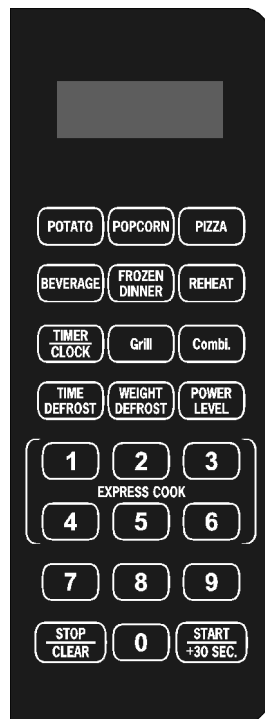 POTATO POPCORN PIZZA
BEVERAGE FROZEN DINNER REHEAT
TIMER CLOCK Grill Combi.
TIME DEFROST WEIGHT DEFROST POWER LEVEL
1 2 3
EXPRESS COOK
4 5 6
7 8 9
STOP CLEAR 0 START +30 SEC.